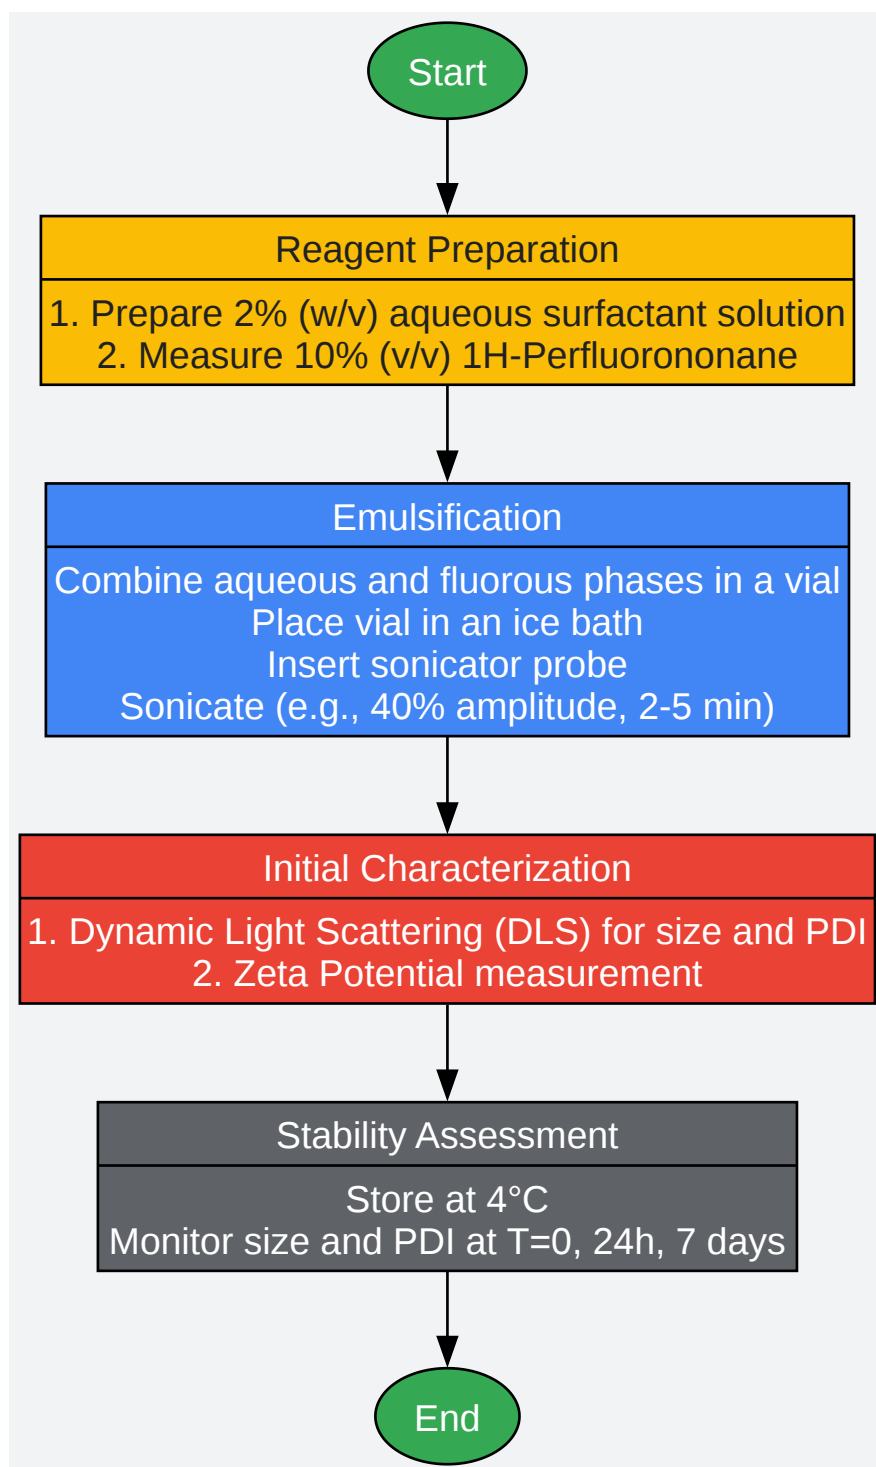 Start
Reagent Preparation
1. Prepare 2% (w/v) aqueous surfactant solution
2. Measure 10% (v/v) 1H-Perfluorononane
Emulsification
Combine aqueous and fluorous phases in a vial
Place vial in an ice bath
Insert sonicator probe
Sonicate (e.g., 40% amplitude, 2-5 min)
Initial Characterization
1. Dynamic Light Scattering (DLS) for size and PDI
2. Zeta Potential measurement
Stability Assessment
Store at 4°C
Monitor size and PDI at T=0, 24h, 7 days
End